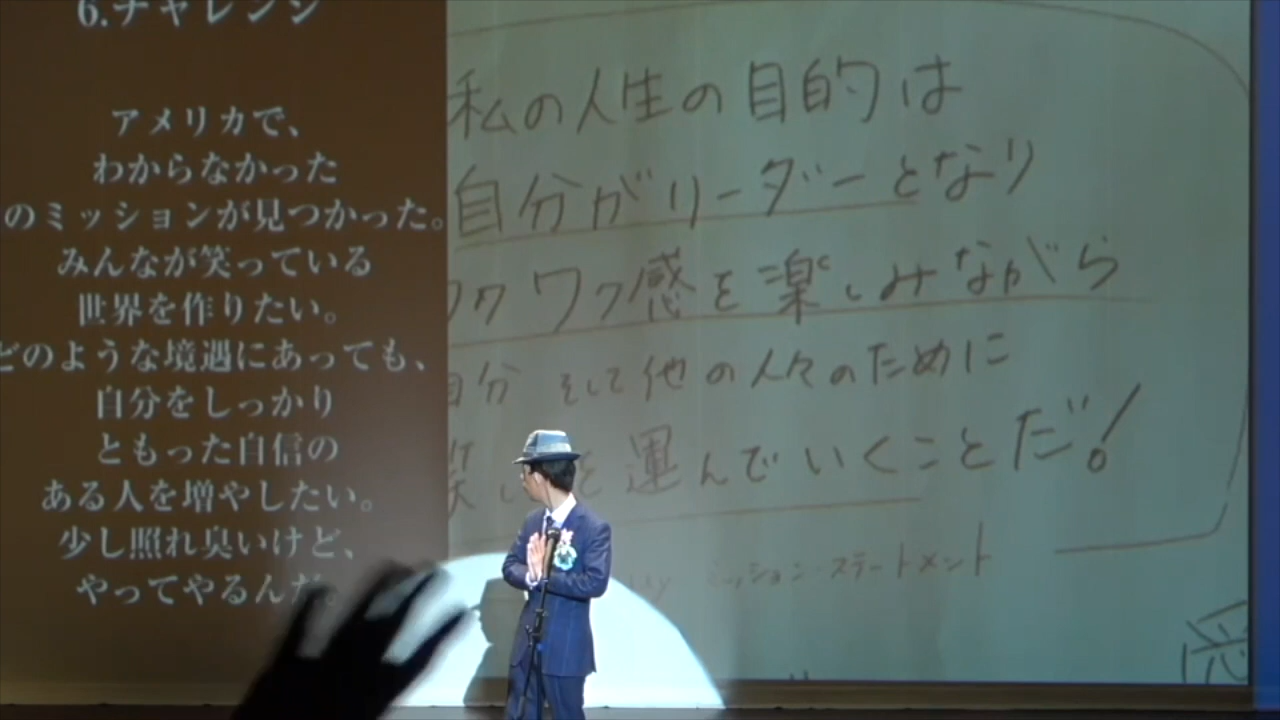 6.チャレンジ
アメリカで、
わからなかった
のミッションが見つかった。
みんなが笑っている
世界を作りたい。
どのような境遇にあっても、
自分をしっかり
ともった自信の
ある人を増やしたい。
少し照れ臭いけど、
やってやるんだ。
私の人生の目的は
自分がリーダーとなり
ワクワク感を楽しみながら
自分 そして他の人々のために
笑いを運んでいくことだ!
ミッション・ステートメント